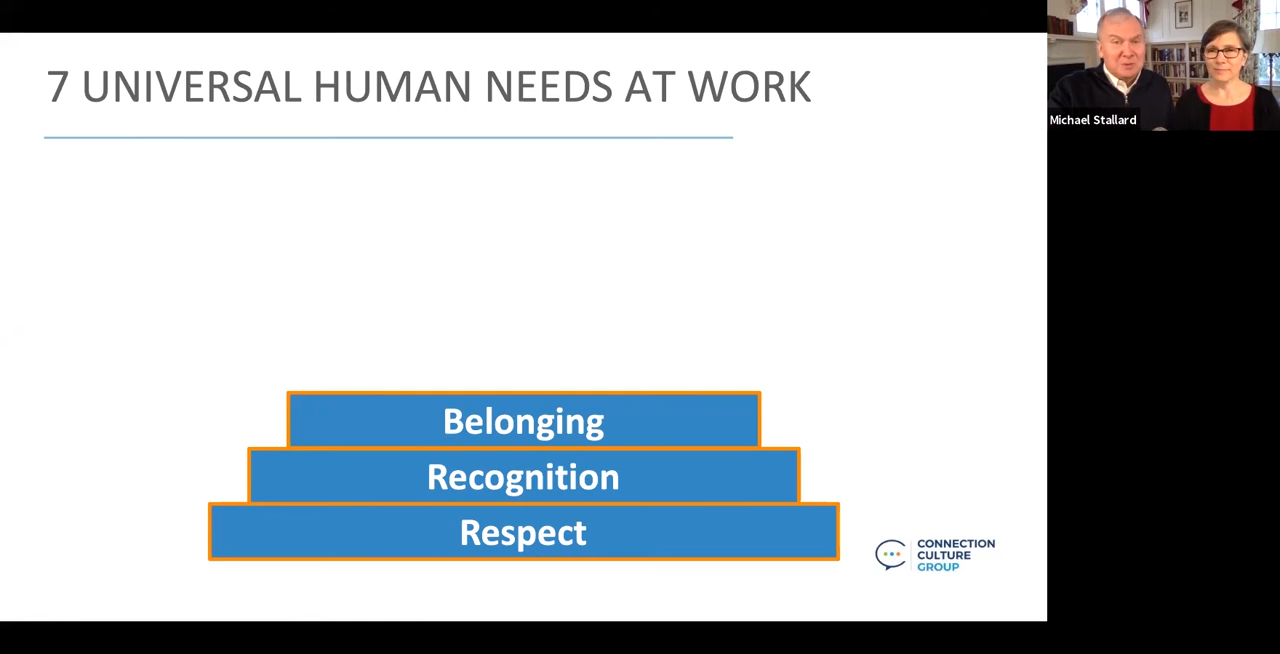 7 UNIVERSAL HUMAN NEEDS AT WORK
Michael Stallard
Belonging
Recognition
Respect
CONNECTION
CULTURE
GROUP